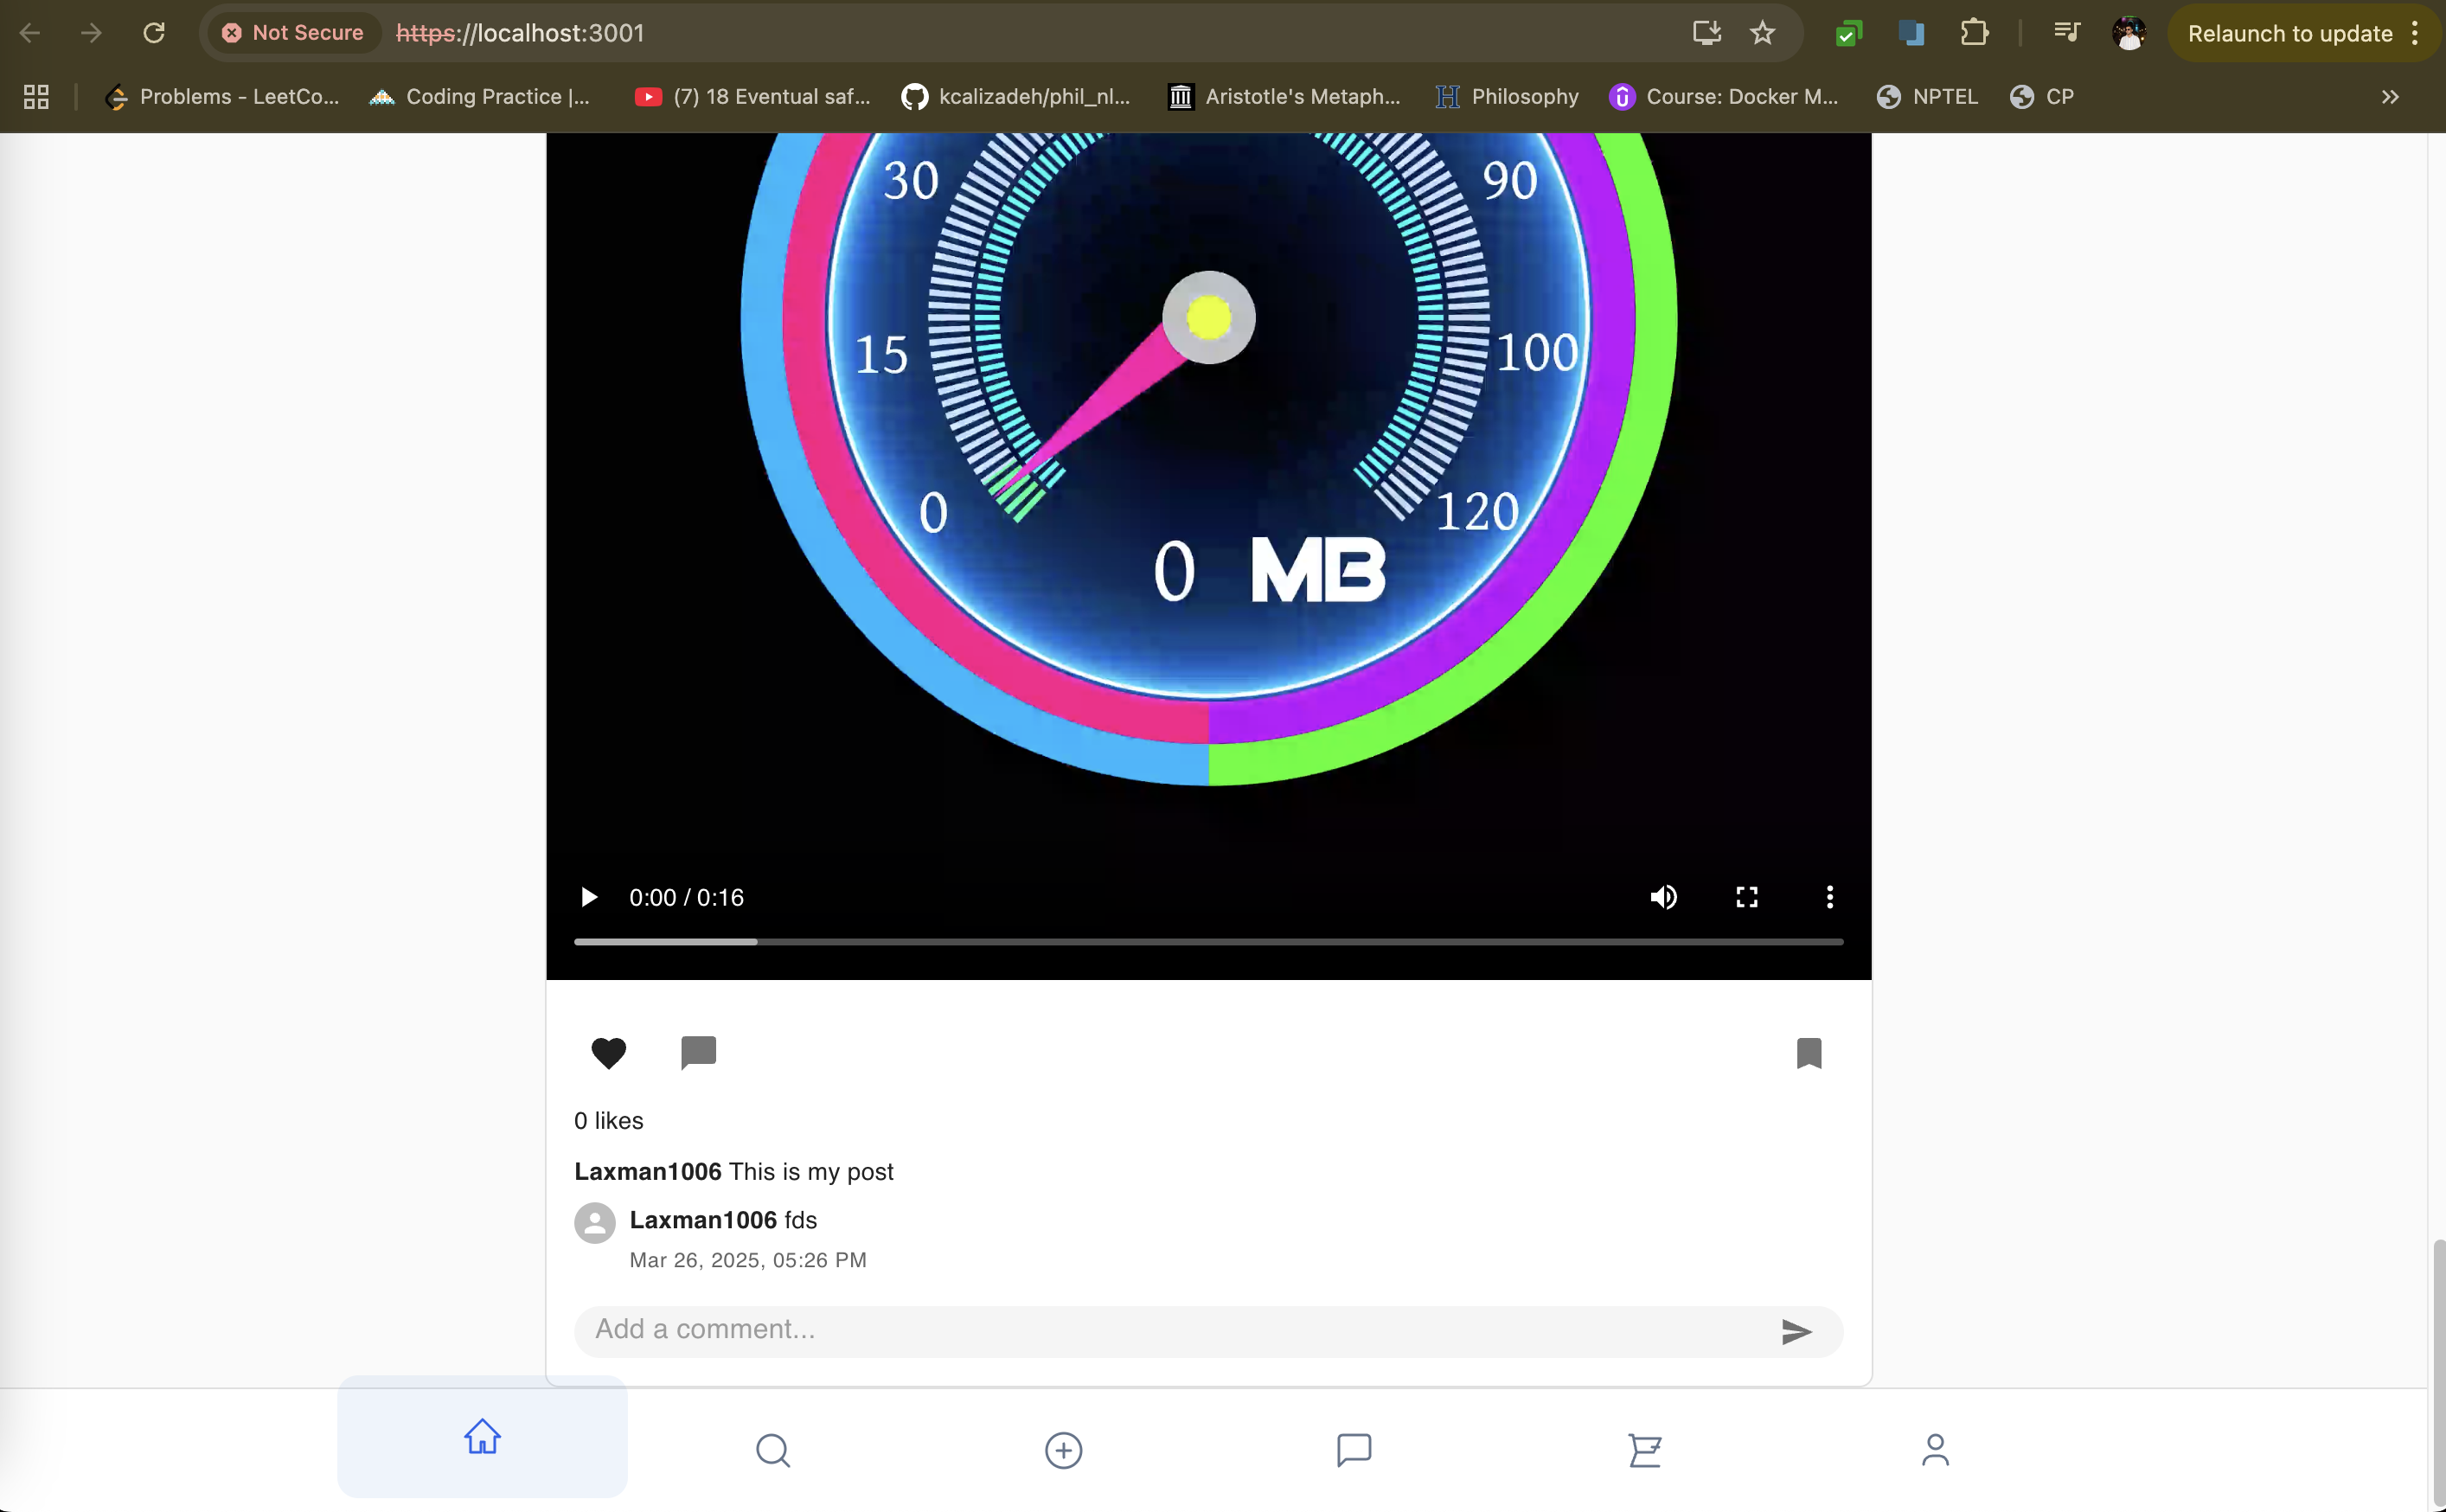 Not Secure https://localhost:3001 Relaunch to update
Problems - LeetCo... Coding Practice |... (7) 18 Eventual saf... kcalizadeh/phil_nl... Aristotle's Metaph... Philosophy Course: Docker M... NPTEL CP
30 90
15 100
0 120
0 MB
0:00 / 0:16
0 likes
Laxman1006 This is my post
Laxman1006 fds
Mar 26, 2025, 05:26 PM
Add a comment...